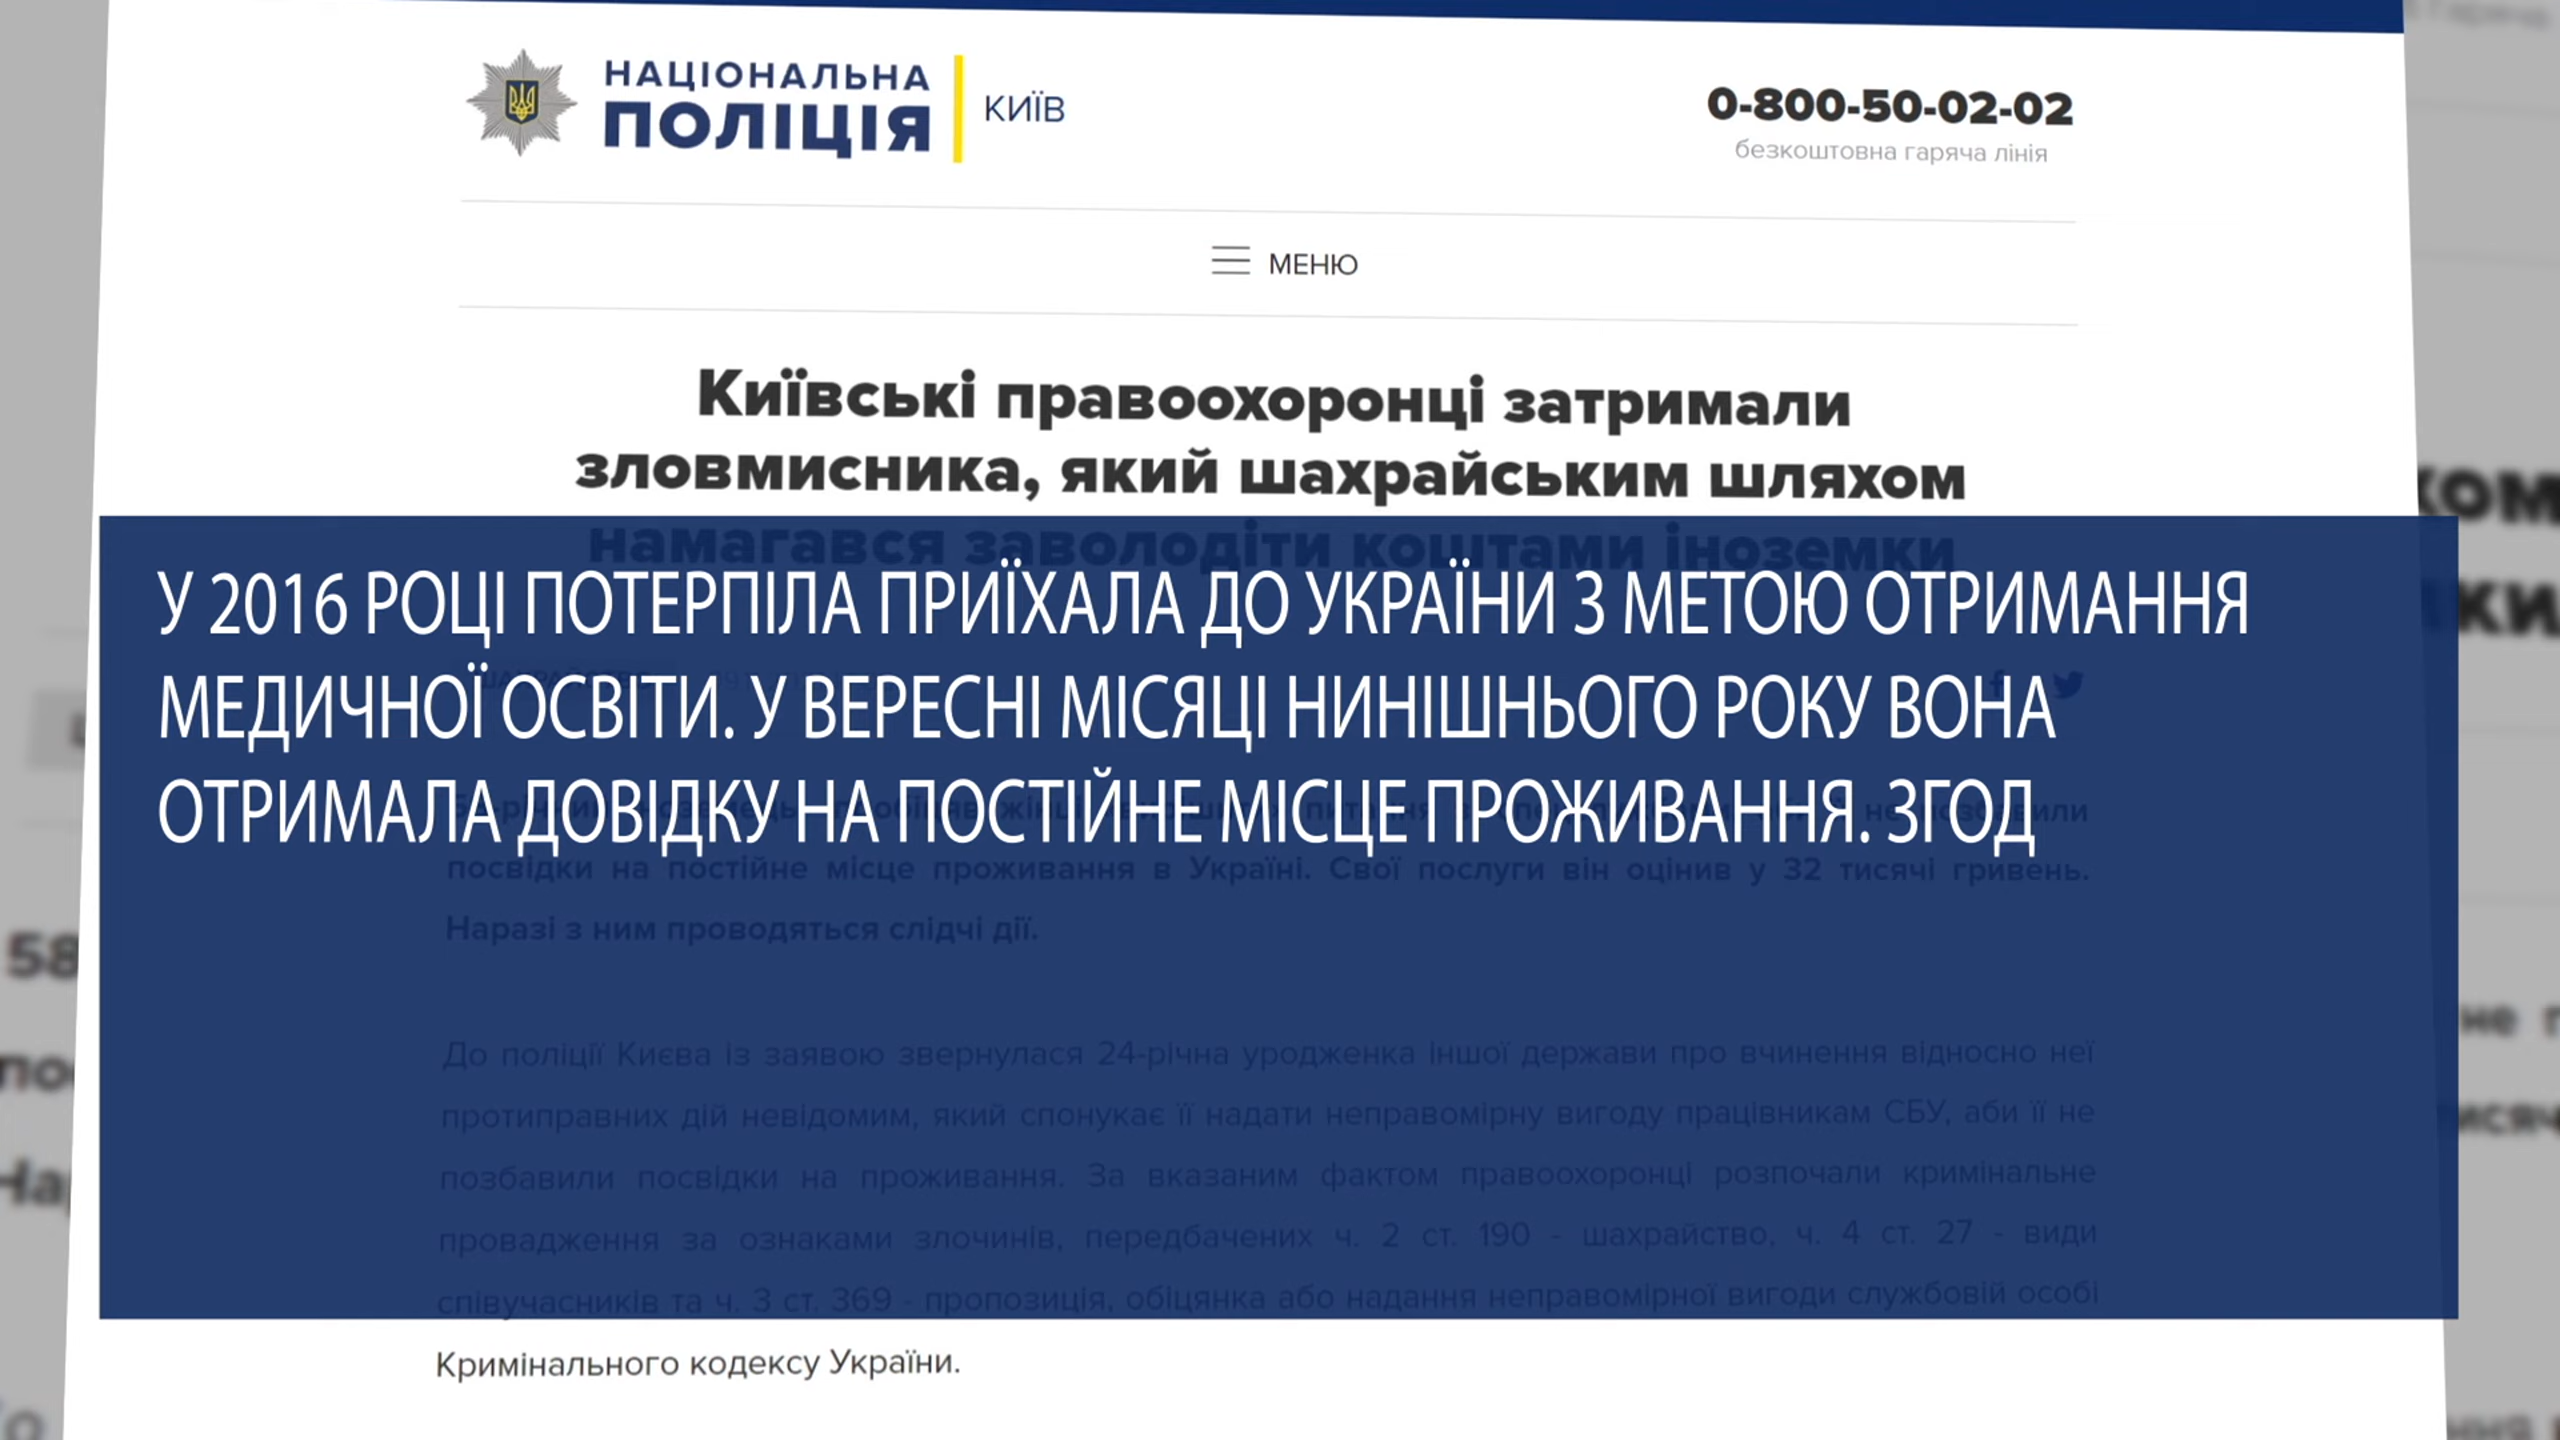 НАЦІОНАЛЬНА
ПОЛІЦІЯ
КИЇВ
0-800-50-02-02
безкоштовна гаряча лінія
МЕНЮ
Київські правоохоронці затримали
зловмисника, який шахрайським шляхом
намагався заволодіти коштами іноземки
У 2016 РОЦІ ПОТЕРПІЛА ПРИЇХАЛА ДО УКРАЇНИ З МЕТОЮ ОТРИМАННЯ
МЕДИЧНОЇ ОСВІТИ. У ВЕРЕСНІ МІСЯЦІ НИНІШНЬОГО РОКУ ВОНА
ОТРИМАЛА ДОВІДКУ НА ПОСТІЙНЕ МІСЦЕ ПРОЖИВАННЯ. ЗГОД
посвідки на постійне місце проживання в Україні. Свої послуги він оцінив у 32 тисячі гривень.
Наразі з ним проводяться слідчі дії.
До поліції Києва із заявою звернулася 24-річна уродженка іншої держави про вчинення відносно неї
протиправних дій невідомим, який спонукає її надати неправомірну вигоду працівникам СБУ, аби її не
позбавили посвідки на проживання. За вказаним фактом правоохоронці розпочали кримінальне
провадження за ознаками злочинів, передбачених ч. 2 ст. 190 - шахрайство, ч. 4 ст. 27 - види
співучасників та ч. 3 ст. 369 - пропозиція, обіцянка або надання неправомірної вигоди службовій особі
Кримінального кодексу України.